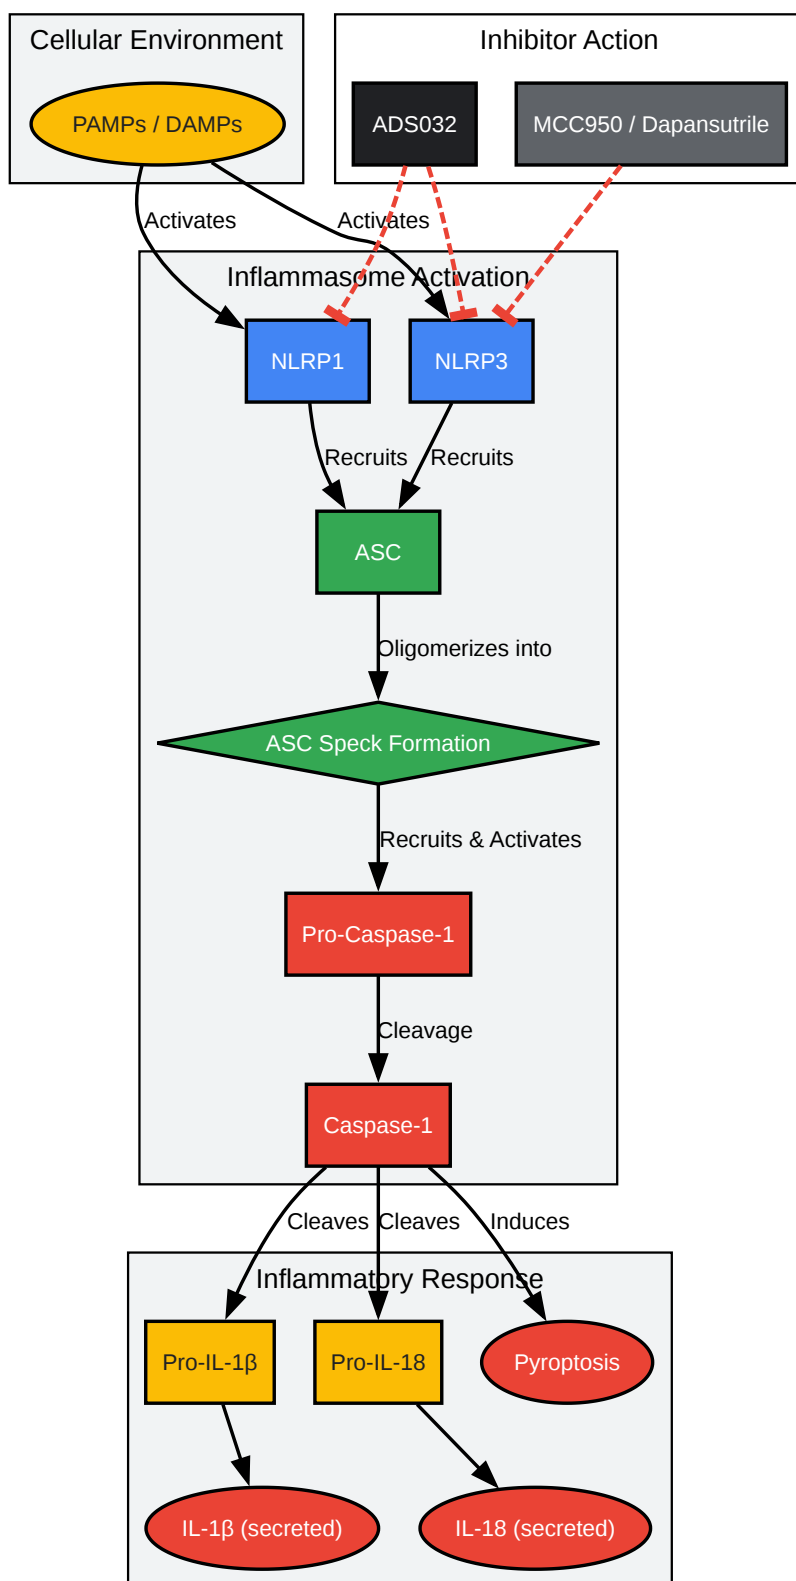 Cellular Environment
Inhibitor Action
PAMPs / DAMPs
ADS032
MCC950 / Dapansutrile
Activates
Activates
Inflammasome Activation
NLRP1
NLRP3
Recruits
Recruits
ASC
Oligomerizes into
ASC Speck Formation
Recruits & Activates
Pro-Caspase-1
Cleavage
Caspase-1
Cleaves
Cleaves
Induces
Inflammatory Response
Pro-IL-1β
Pro-IL-18
Pyroptosis
IL-1β (secreted)
IL-18 (secreted)